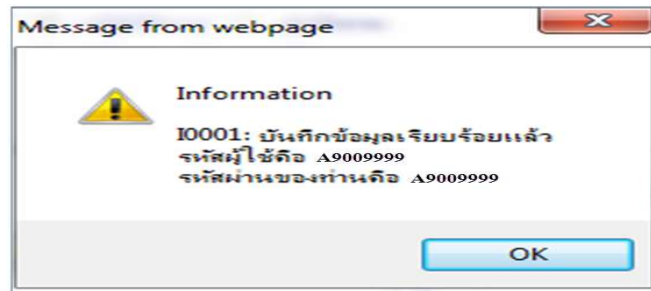 Message from webpage
Information
I0001: บันทึกข้อมูลเรียบร้อยแล้ว
รหัสผู้ใช้คือ A9009999
รหัสผ่านของท่านคือ A9009999
OK